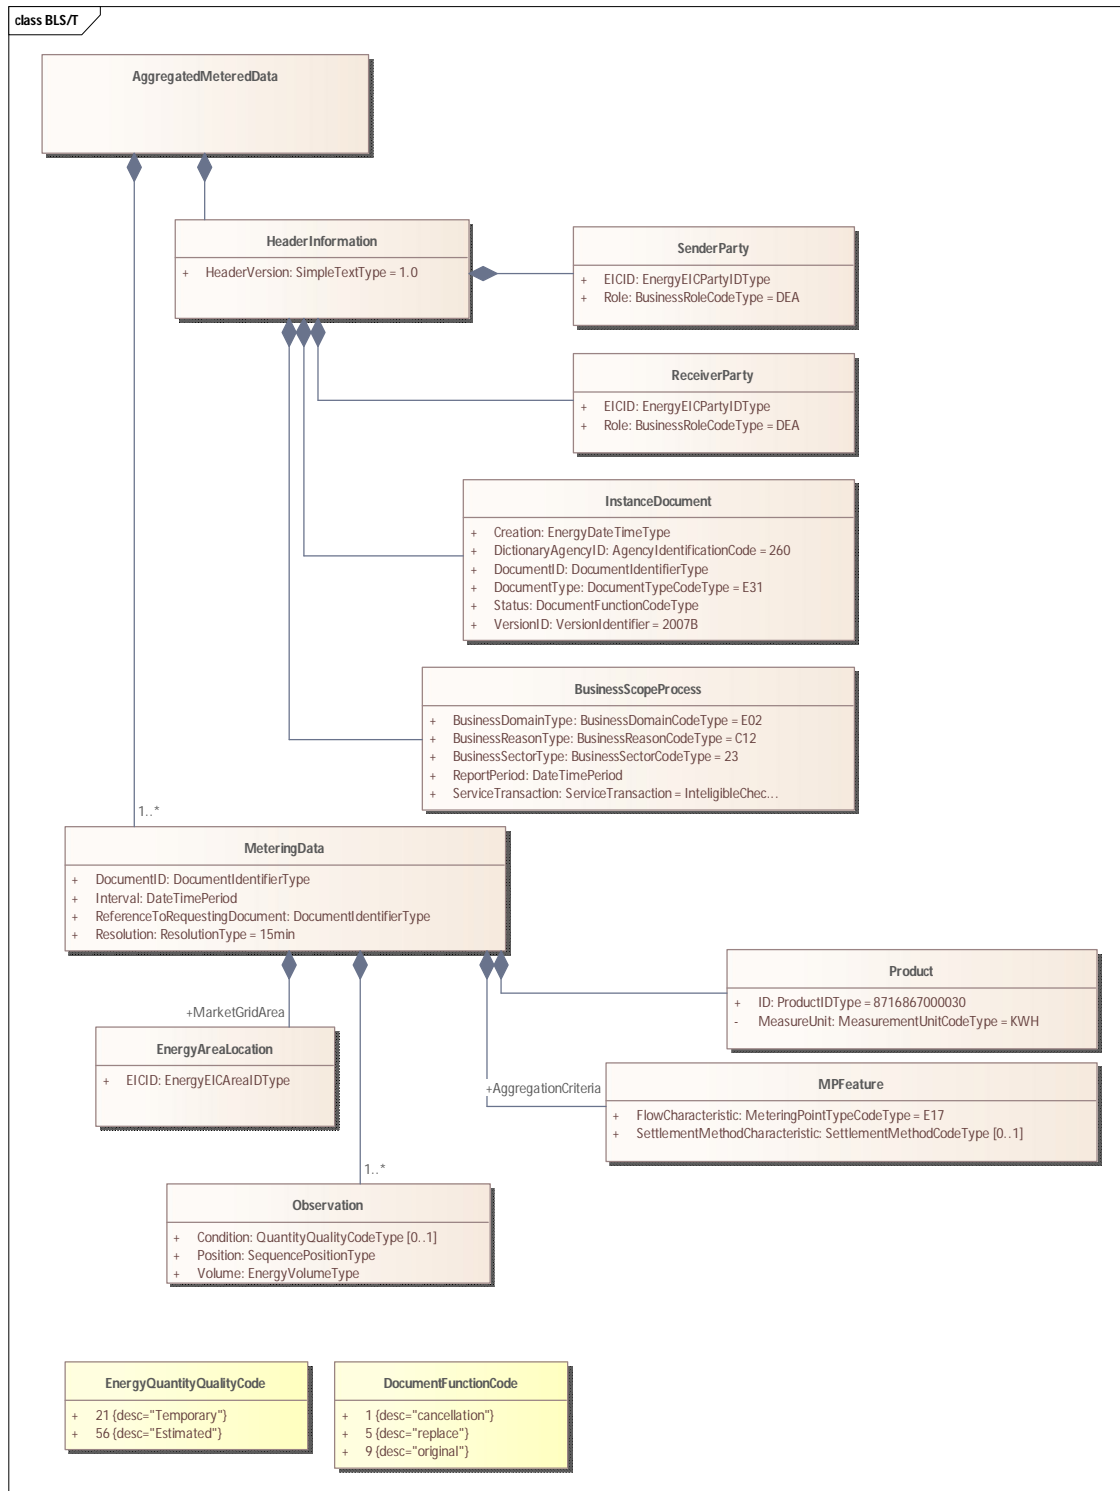 class BLS/T
AggregatedMeteredData
HeaderInformation
+ HeaderVersion: SimpleTextType = 1.0
SenderParty
+ EICID: EnergyEICPartyIDType
+ Role: BusinessRoleCodeType = DEA
ReceiverParty
+ EICID: EnergyEICPartyIDType
+ Role: BusinessRoleCodeType = DEA
InstanceDocument
+ Creation: EnergyDateTimeType
+ DictionaryAgencyID: AgencyIdentificationCode = 260
+ DocumentID: DocumentIdentifierType
+ DocumentType: DocumentTypeCodeType = E31
+ Status: DocumentFunctionCodeType
+ VersionID: VersionIdentifier = 2007B
BusinessScopeProcess
+ BusinessDomainType: BusinessDomainCodeType = E02
+ BusinessReasonType: BusinessReasonCodeType = C12
+ BusinessSectorType: BusinessSectorCodeType = 23
+ ReportPeriod: DateTimePeriod
+ ServiceTransaction: ServiceTransaction = InteligibleChec...
1..*
MeteringData
+ DocumentID: DocumentIdentifierType
+ Interval: DateTimePeriod
+ ReferenceToRequestingDocument: DocumentIdentifierType
+ Resolution: ResolutionType = 15min
Product
+ ID: ProductIDType = 8716867000030
- MeasureUnit: MeasurementUnitCodeType = KWH
+MarketGridArea
EnergyAreaLocation
+ EICID: EnergyEICAreaIDType
+AggregationCriteria
MPFeature
+ FlowCharacteristic: MeteringPointTypeCodeType = E17
+ SettlementMethodCharacteristic: SettlementMethodCodeType [0..1]
1..*
Observation
+ Condition: QuantityQualityCodeType [0..1]
+ Position: SequencePositionType
+ Volume: EnergyVolumeType
EnergyQuantityQualityCode
+ 21 {desc="Temporary"}
+ 56 {desc="Estimated"}
DocumentFunctionCode
+ 1 {desc="cancellation"}
+ 5 {desc="replace"}
+ 9 {desc="original"}